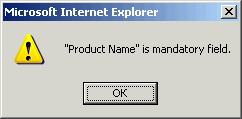 Microsoft Internet Explorer
"Product Name" is mandatory field.
OK